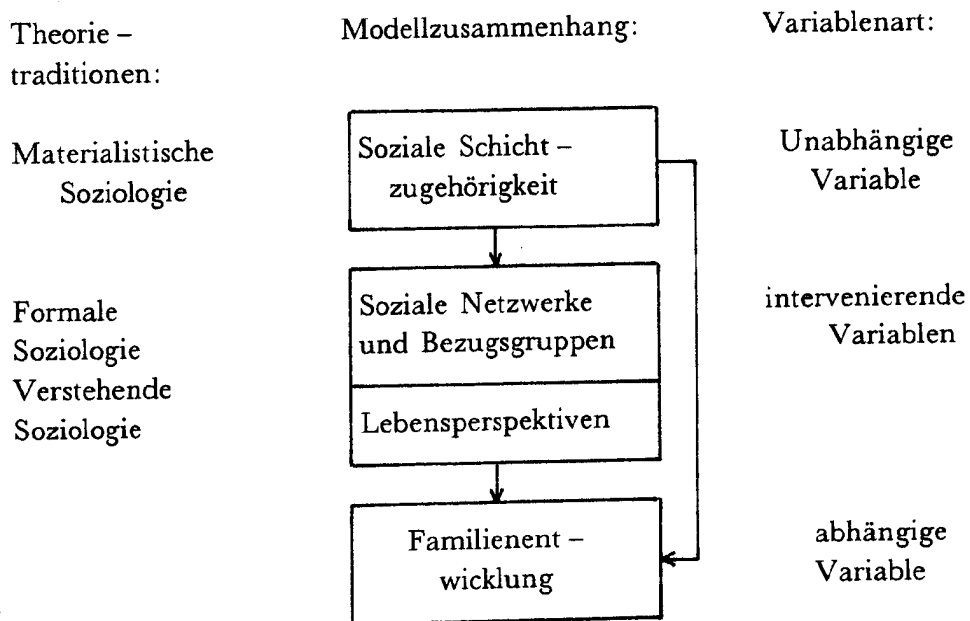 Theorie –
traditionen:
Modellzusammenhang:
Variablenart:
Materialistische
Soziologie
Soziale Schicht –
zugehörigkeit
Unabhängige
Variable
Formale
Soziologie
Verstehende
Soziologie
Soziale Netzwerke
und Bezugsgruppen
Lebensperspektiven
intervenierende
Variablen
Familienent –
wicklung
abhängige
Variable